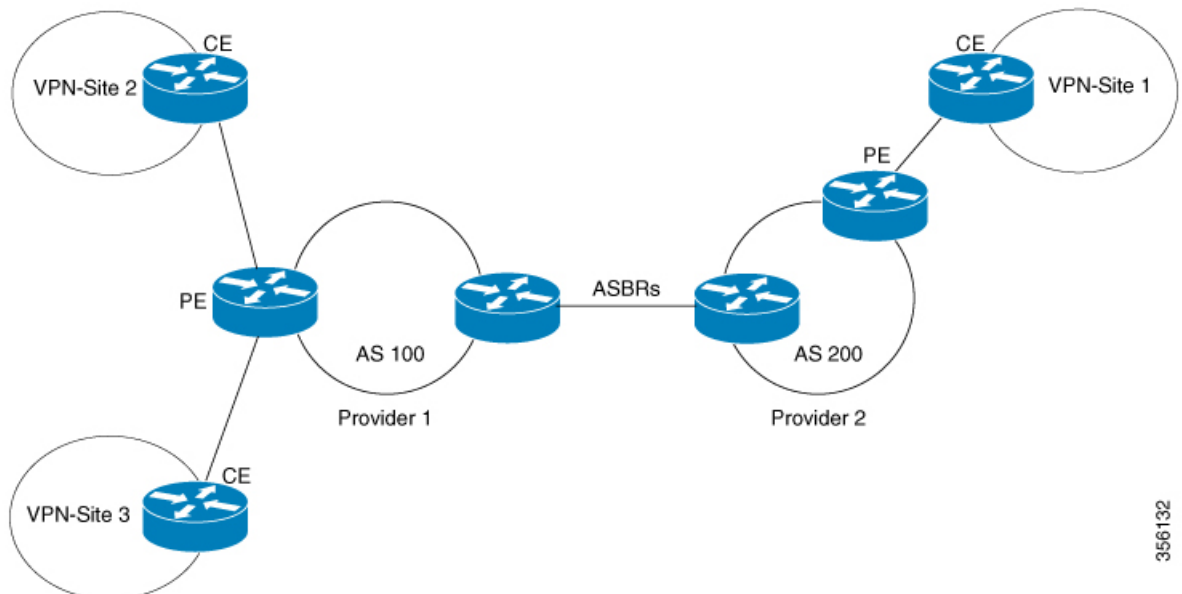 CE
CE
VPN-Site 2
VPN-Site 1
PE
ASBRs
PE
AS 100
AS 200
Provider 1
Provider 2
CE
VPN-Site 3
356132